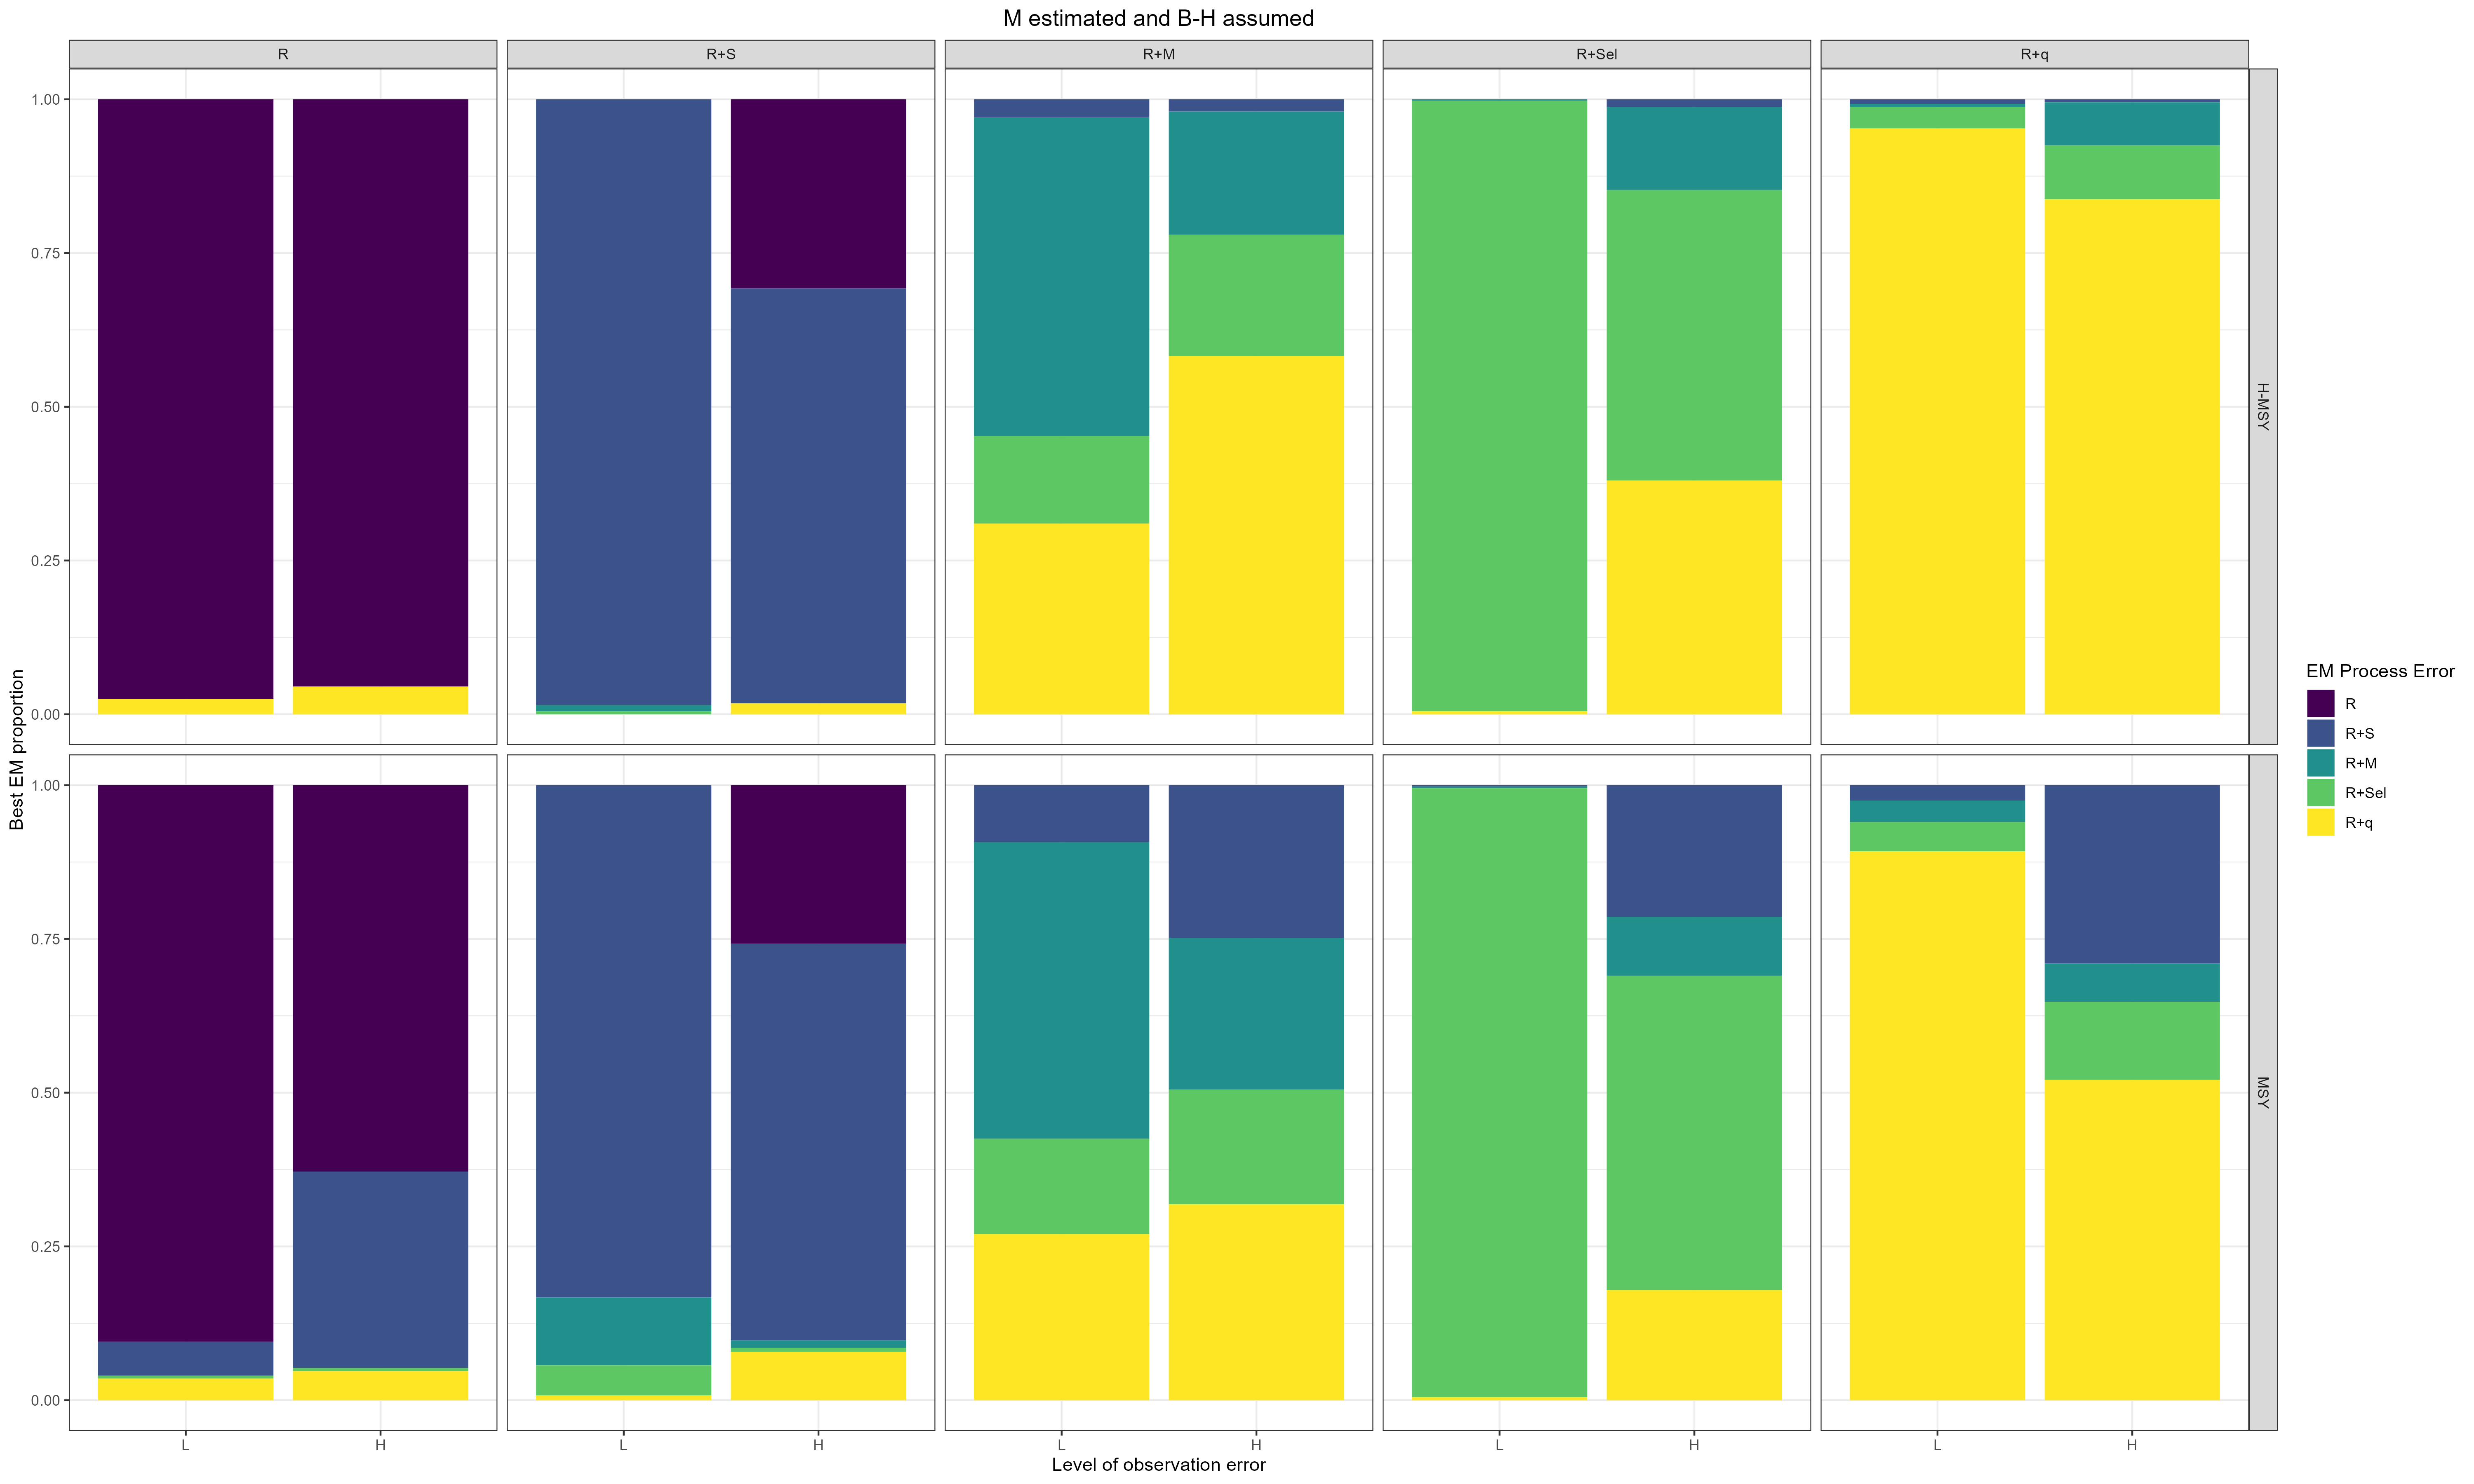 M estimated and B-H assumed
R
R+S
R+M
R+Sel
R+q
1.00
0.75
0.50
0.25
0.00
H-MSY
1.00
0.75
0.50
0.25
0.00
MSY
Best EM proportion
L
H
L
H
L
H
L
H
L
H
Level of observation error
EM Process Error
R
R+S
R+M
R+Sel
R+q